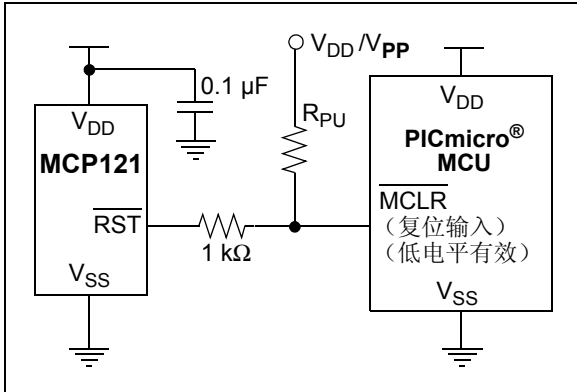 V_DD/V_PP
0.1 μF
V_DD
MCP121
RST
V_SS
1 kΩ
R_PU
V_DD
PICmicro®
MCU
MCLR
（复位输入）
（低电平有效）
V_SS